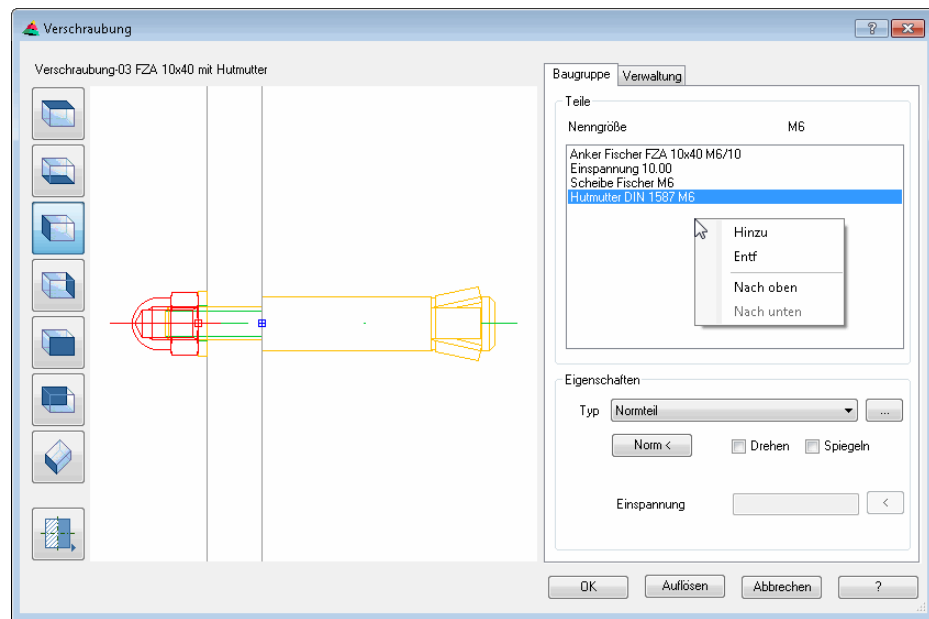 Verschraubung
?
Verschraubung-03 FZA 10x40 mit Hutmutter
Baugruppe Verwaltung
Teile
Nenngröße M6
Anker Fischer FZA 10x40 M6/10
Einspannung 10.00
Scheibe Fischer M6
Hutmutter DIN 1587 M6
Hinzu
Entf
Nach oben
Nach unten
Eigenschaften
Typ Normteil ...
Norm < Drehen Spiegeln
Einspannung <
OK Auflösen Abbrechen ?